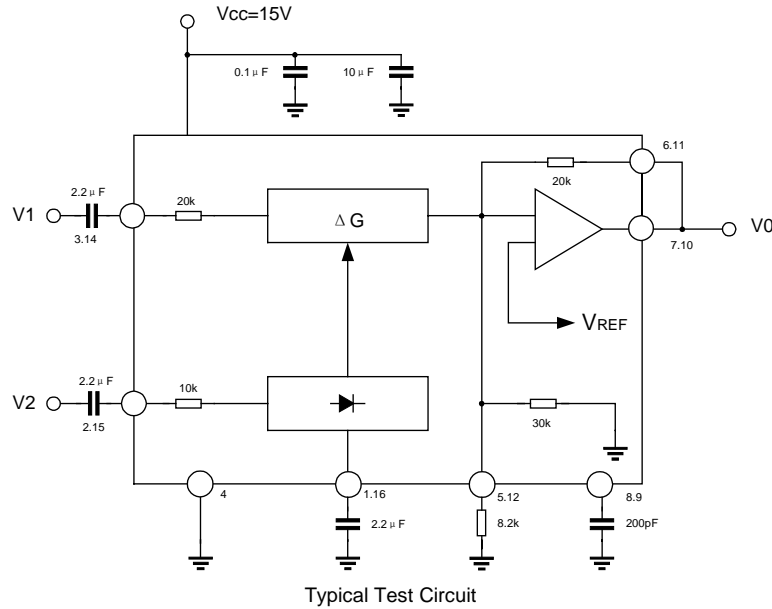 Vcc=15V
0.1μF
10μF
6.11
20k
2.2μF
20k
V1
3.14
ΔG
7.10
V0
VREF
2.2μF
10k
V2
2.15
30k
4
1.16
5.12
8.9
2.2μF
8.2k
200pF
Typical Test Circuit